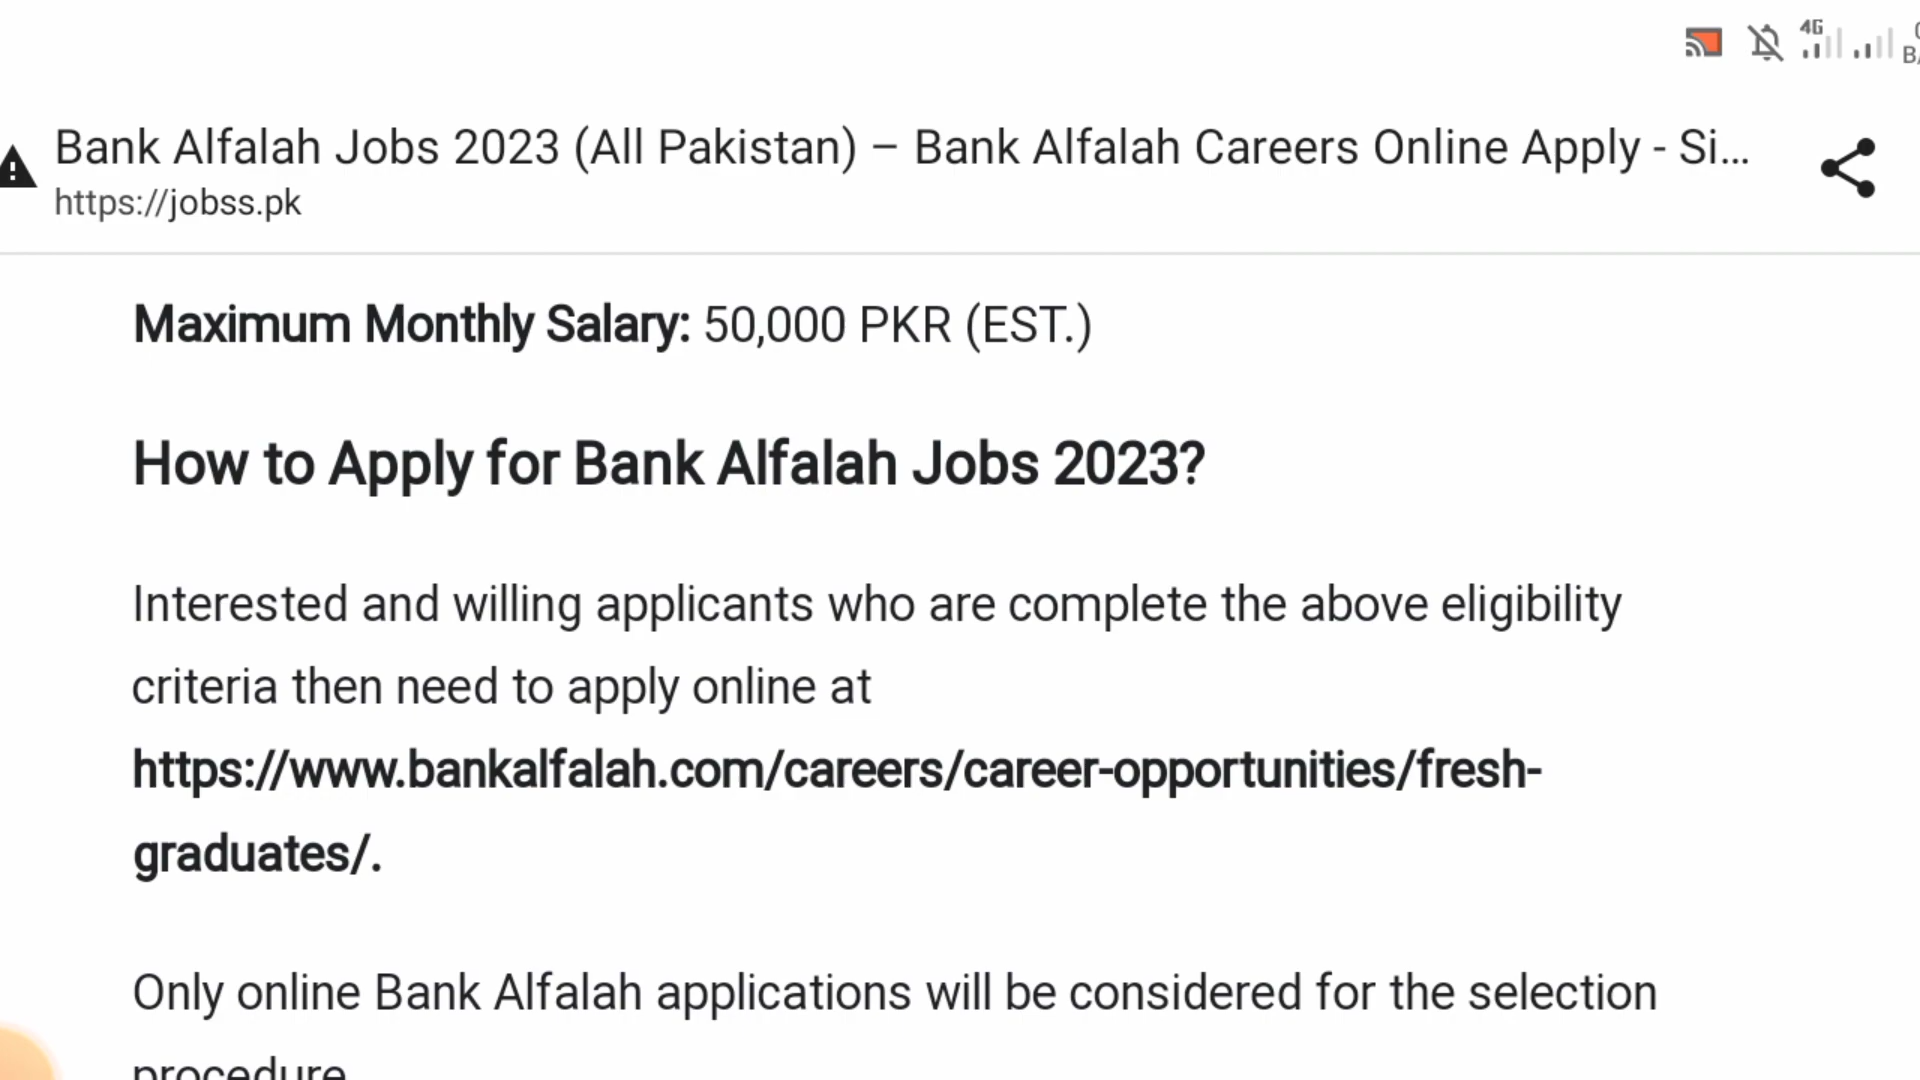 4G
Bank Alfalah Jobs 2023 (All Pakistan) – Bank Alfalah Careers Online Apply - Si...
https://jobss.pk
Maximum Monthly Salary: 50,000 PKR (EST.)
How to Apply for Bank Alfalah Jobs 2023?
Interested and willing applicants who are complete the above eligibility
criteria then need to apply online at
https://www.bankalfalah.com/careers/career-opportunities/fresh-
graduates/.
Only online Bank Alfalah applications will be considered for the selection
procedure